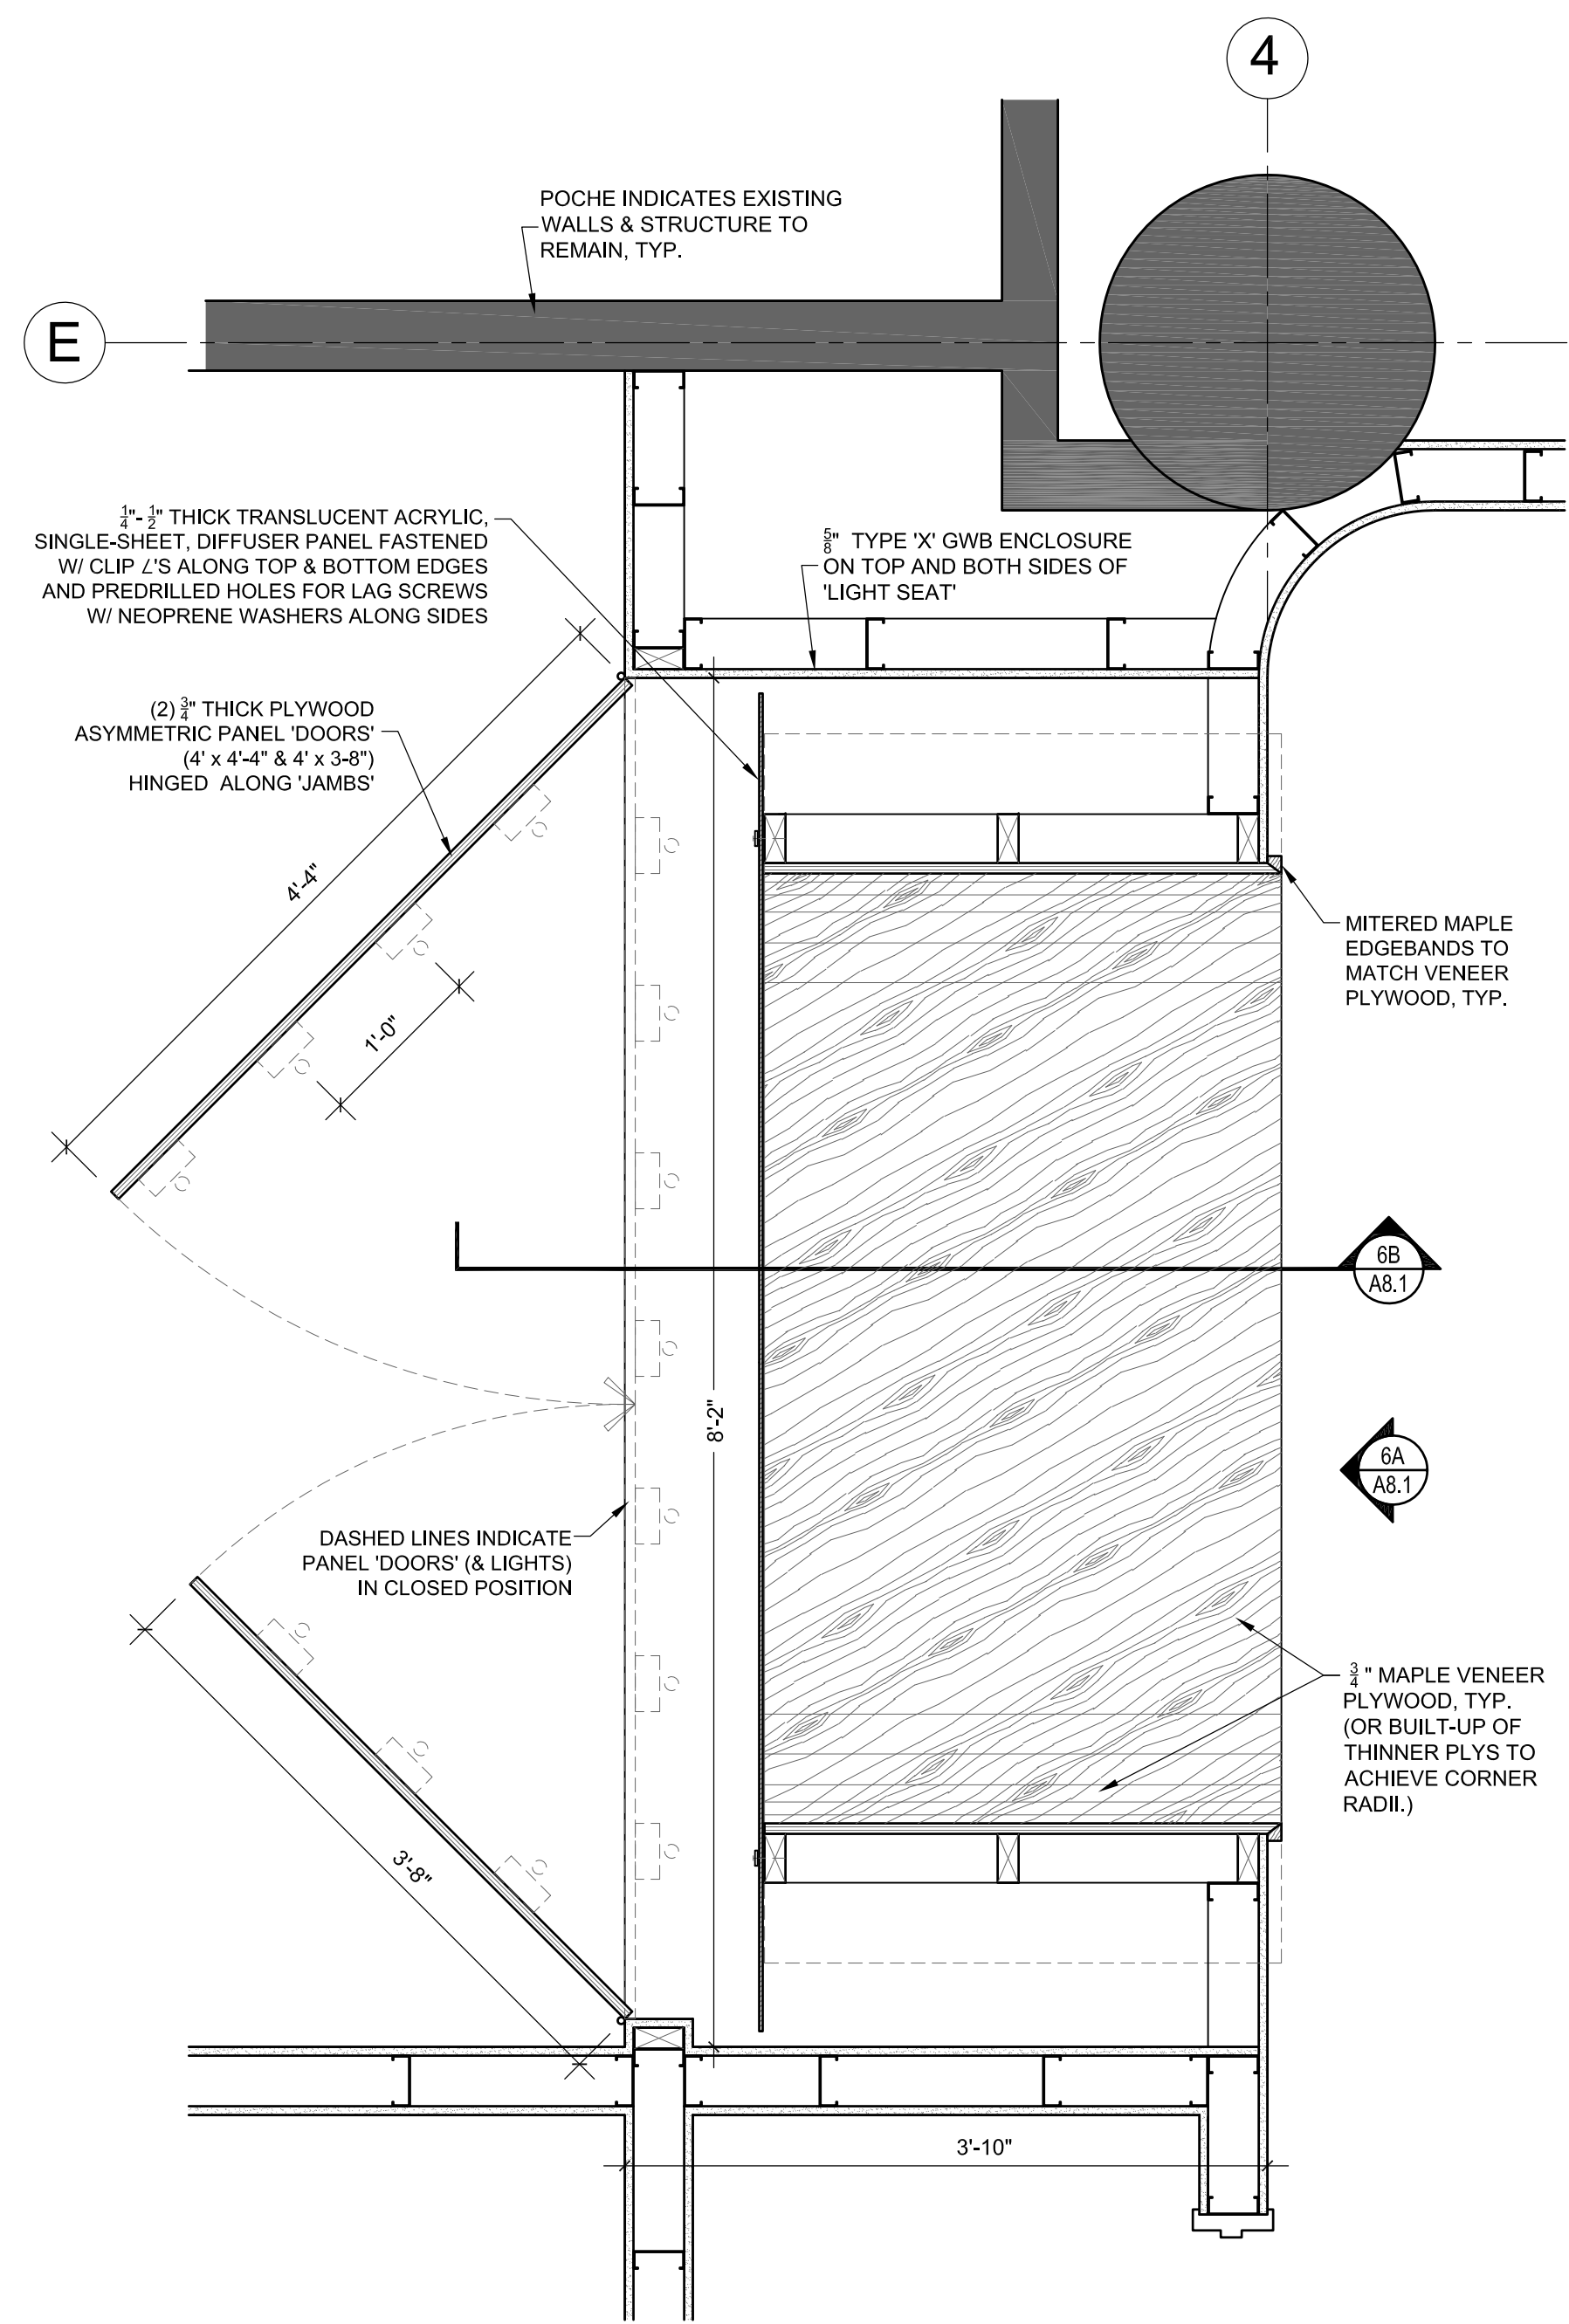 4
POCHE INDICATES EXISTING
WALLS & STRUCTURE TO
REMAIN, TYP.
E
1/4"- 1/2" THICK TRANSLUCENT ACRYLIC,
SINGLE-SHEET, DIFFUSER PANEL FASTENED
W/ CLIP ∠'S ALONG TOP & BOTTOM EDGES
AND PREDRILLED HOLES FOR LAG SCREWS
W/ NEOPRENE WASHERS ALONG SIDES
5/8" TYPE 'X' GWB ENCLOSURE
ON TOP AND BOTH SIDES OF
'LIGHT SEAT'
(2) 3/4" THICK PLYWOOD
ASYMMETRIC PANEL 'DOORS'
(4' x 4'-4" & 4' x 3-8")
HINGED ALONG 'JAMBS'
4'-4"
MITERED MAPLE
EDGEBANDS TO
MATCH VENEER
PLYWOOD, TYP.
1'-0"
6B
A8.1
8'-2"
6A
A8.1
DASHED LINES INDICATE
PANEL 'DOORS' (& LIGHTS)
IN CLOSED POSITION
3/4 " MAPLE VENEER
PLYWOOD, TYP.
(OR BUILT-UP OF
THINNER PLYS TO
ACHIEVE CORNER
RADII.)
3'-8"
3'-10"